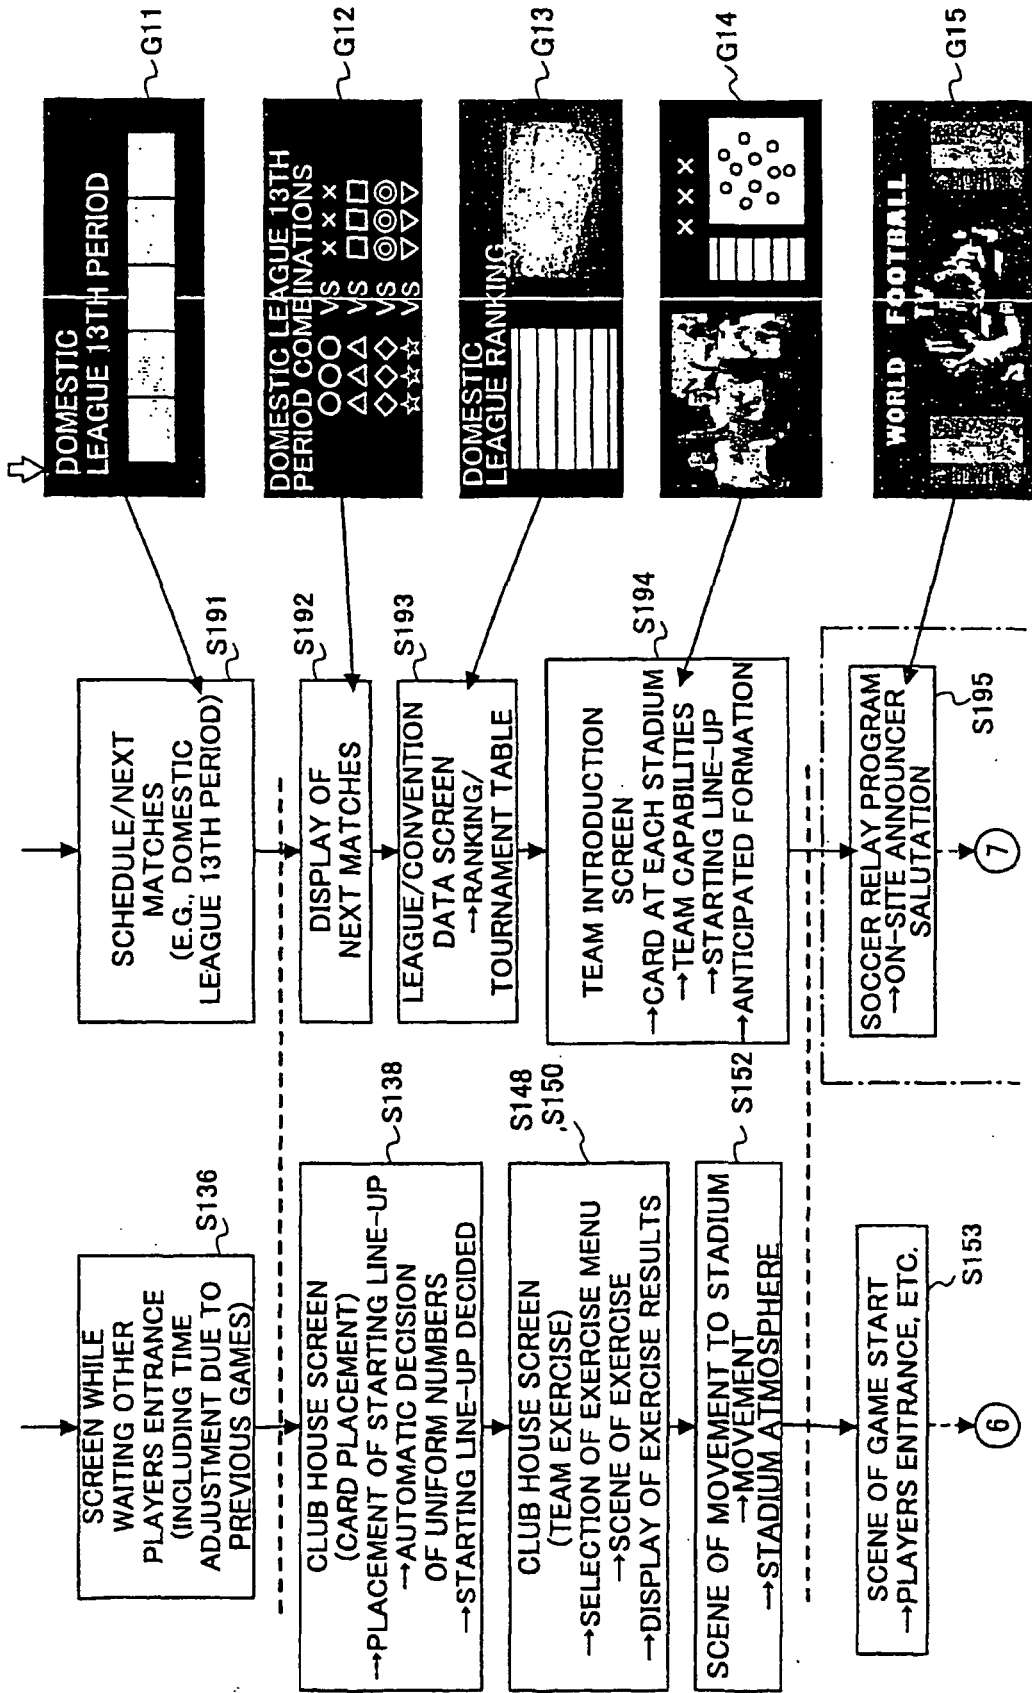 SCREEN WHILE
WAITING OTHER
PLAYERS ENTRANCE
(INCLUDING TIME
ADJUSTMENT DUE TO
PREVIOUS GAMES)
S136
CLUB HOUSE SCREEN
(CARD PLACEMENT)
→PLACEMENT OF STARTING LINE-UP
→AUTOMATIC DECISION
OF UNIFORM NUMBERS
→STARTING LINE-UP DECIDED
S138
CLUB HOUSE SCREEN
(TEAM EXERCISE)
→SELECTION OF EXERCISE MENU
→SCENE OF EXERCISE
→DISPLAY OF EXERCISE RESULTS
S148
,S150
SCENE OF MOVEMENT TO STADIUM
→MOVEMENT
→STADIUM ATMOSPHERE
S152
SCENE OF GAME START
→PLAYERS ENTRANCE, ETC.
S153
6
SCHEDULE/NEXT
MATCHES
(E.G., DOMESTIC
LEAGUE 13TH PERIOD)
S191
DISPLAY OF
NEXT MATCHES
S192
LEAGUE/CONVENTION
DATA SCREEN
→RANKING/
TOURNAMENT TABLE
S193
TEAM INTRODUCTION
SCREEN
→CARD AT EACH STADIUM
→TEAM CAPABILITIES
→STARTING LINE-UP
→ANTICIPATED FORMATION
S194
SOCCER RELAY PROGRAM
→ON-SITE ANNOUNCER
SALUTATION
S195
7
DOMESTIC
LEAGUE 13TH PERIOD
G11
DOMESTIC LEAGUE 13TH
PERIOD COMBINATIONS
○○○ VS ×××
△△△ VS □□□
◇◇◇ VS ◎◎◎
☆☆☆ VS ▽▽▽
G12
DOMESTIC
LEAGUE RANKING
G13
×××
G14
WORLD FOOTBALL
TV
G15